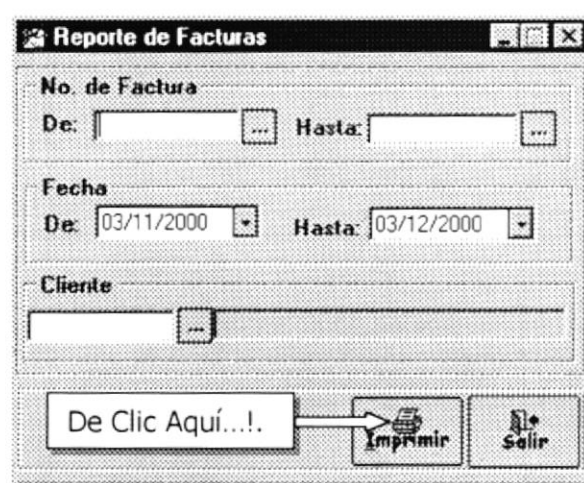 Reporte de Facturas
No. de Factura
De: ... Hasta: ...
Fecha
De: 03/11/2000 Hasta: 03/12/2000
Cliente
...
De Clic Aquí...!. Imprimir Salir